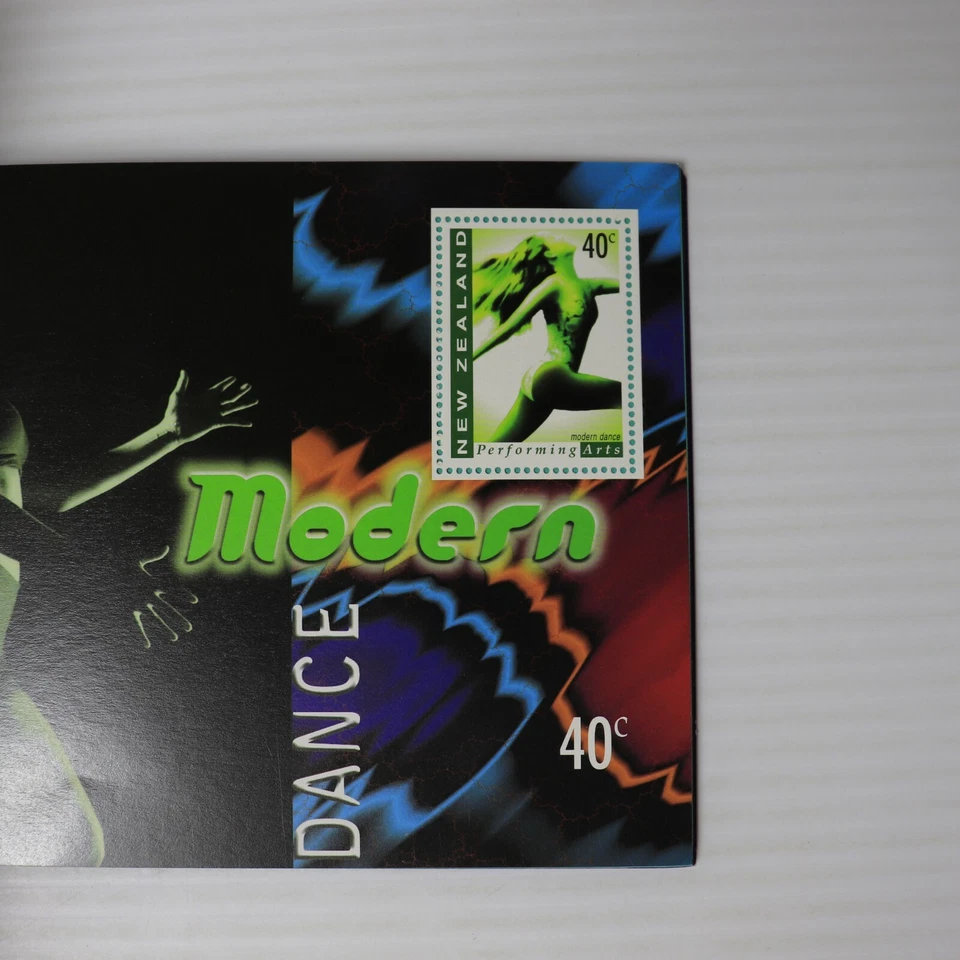 NEW ZEALAND
40c
modern dance
Performing Arts
Modern
DANCE
40c